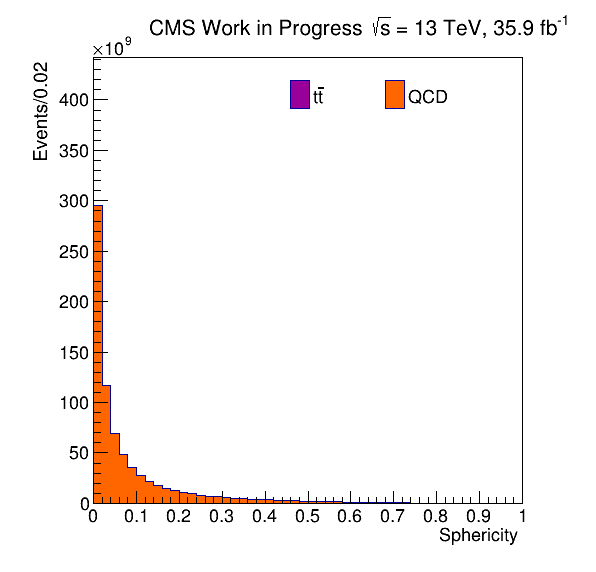 CMS Work in Progress √s = 13 TeV, 35.9 fb⁻¹
×10⁹
Events/0.02
tt̄
QCD
400
350
300
250
200
150
100
50
0
0 0.1 0.2 0.3 0.4 0.5 0.6 0.7 0.8 0.9 1
Sphericity